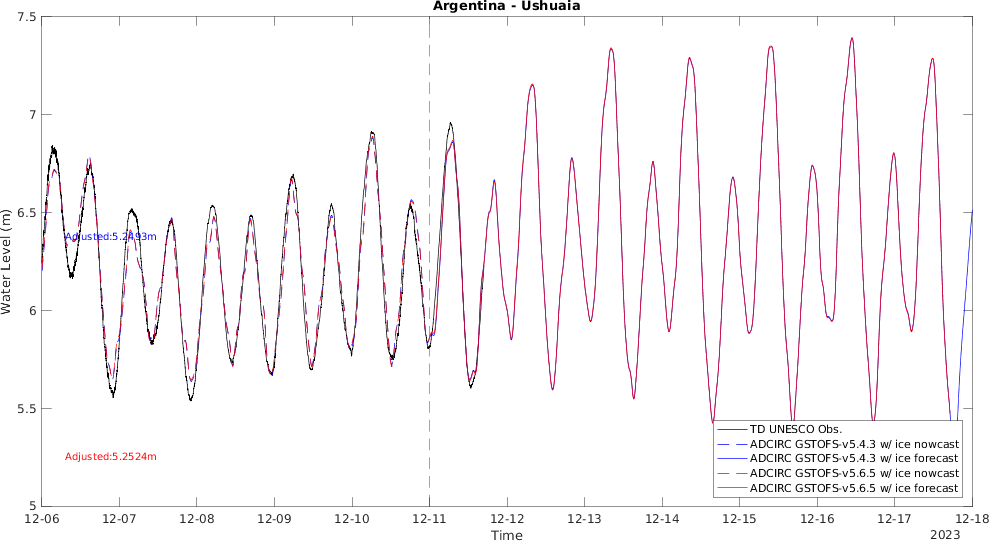 Argentina - Ushuaia
7.5
7
6.5
6
5.5
5
Water Level (m)
Adjusted:5.2493m
Adjusted:5.2524m
TD UNESCO Obs.
ADCIRC GSTOFS-v5.4.3 w/ ice nowcast
ADCIRC GSTOFS-v5.4.3 w/ ice forecast
ADCIRC GSTOFS-v5.6.5 w/ ice nowcast
ADCIRC GSTOFS-v5.6.5 w/ ice forecast
12-06 12-07 12-08 12-09 12-10 12-11 12-12 12-13 12-14 12-15 12-16 12-17 12-18
Time
2023